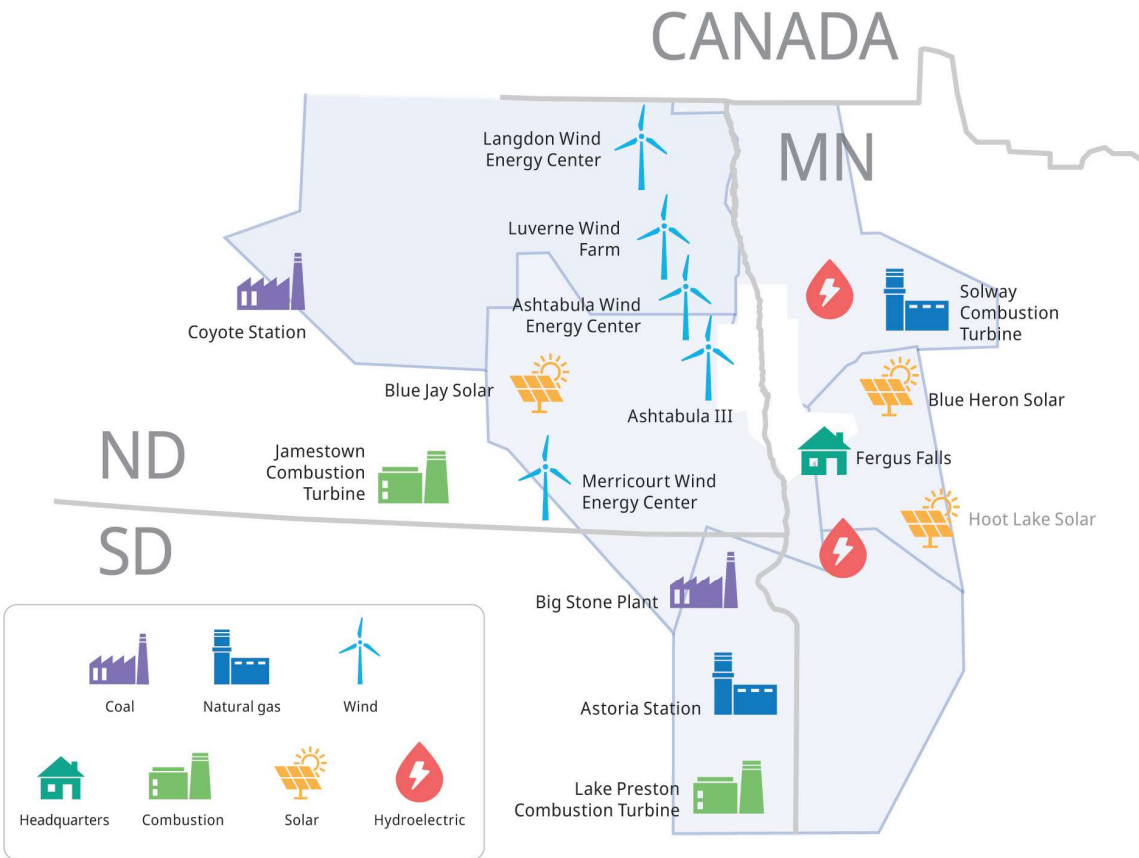 CANADA
MN
Langdon Wind
Energy Center
Luverne Wind
Farm
Ashtabula Wind
Energy Center
Solway
Combustion
Turbine
Coyote Station
Blue Jay Solar
Ashtabula III
Blue Heron Solar
ND
Jamestown
Combustion
Turbine
Merricourt Wind
Energy Center
Fergus Falls
Hoot Lake Solar
SD
Big Stone Plant
Astoria Station
Lake Preston
Combustion Turbine
Coal
Natural gas
Wind
Headquarters
Combustion
Solar
Hydroelectric